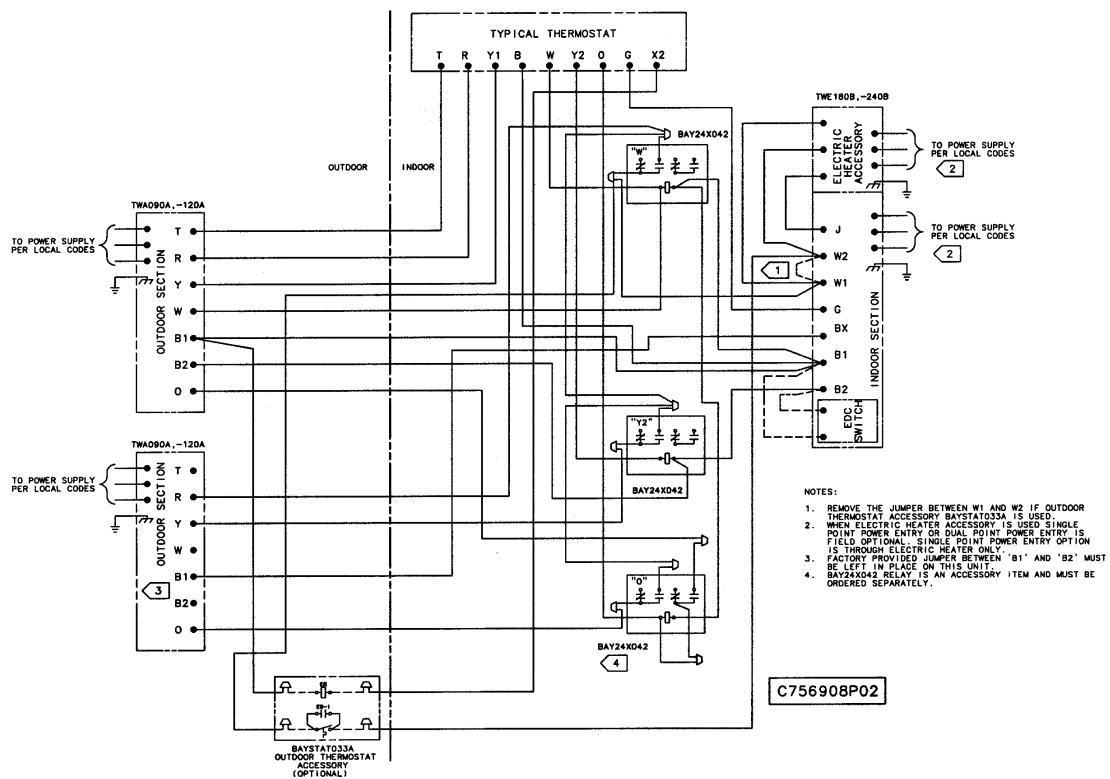 TYPICAL THERMOSTAT
T R Y1 B W Y2 O G X2
OUTDOOR
INDOOR
TWA090A,-120A
TO POWER SUPPLY
PER LOCAL CODES
OUTDOOR SECTION
T
R
Y
W
B1
B2
O
TWA090A,-120A
TO POWER SUPPLY
PER LOCAL CODES
OUTDOOR SECTION
T
R
Y
W
B1
3
B2
O
BAYSTAT033A
OUTDOOR THERMOSTAT
ACCESSORY
(OPTIONAL)
BAY24X042
"W"
"Y2"
BAY24X042
"O"
BAY24X042
4
TWE180B,-240B
ELECTRIC
HEATER
ACCESSORY
TO POWER SUPPLY
PER LOCAL CODES
2
TO POWER SUPPLY
PER LOCAL CODES
2
J
W2
1
W1
G
BX
B1
B2
INDOOR SECTION
EDC
SWITCH
NOTES:
1. REMOVE THE JUMPER BETWEEN W1 AND W2 IF OUTDOOR
THERMOSTAT ACCESSORY BAYSTAT033A IS USED.
2. WHEN ELECTRIC HEATER ACCESSORY IS USED SINGLE
POINT POWER ENTRY OR DUAL POINT POWER ENTRY IS
FIELD OPTIONAL. SINGLE POINT POWER ENTRY OPTION
IS THROUGH ELECTRIC HEATER ONLY.
3. FACTORY PROVIDED JUMPER BETWEEN 'B1' AND 'B2' MUST
BE LEFT IN PLACE ON THIS UNIT.
4. BAY24X042 RELAY IS AN ACCESSORY ITEM AND MUST BE
ORDERED SEPARATELY.
C756908P02